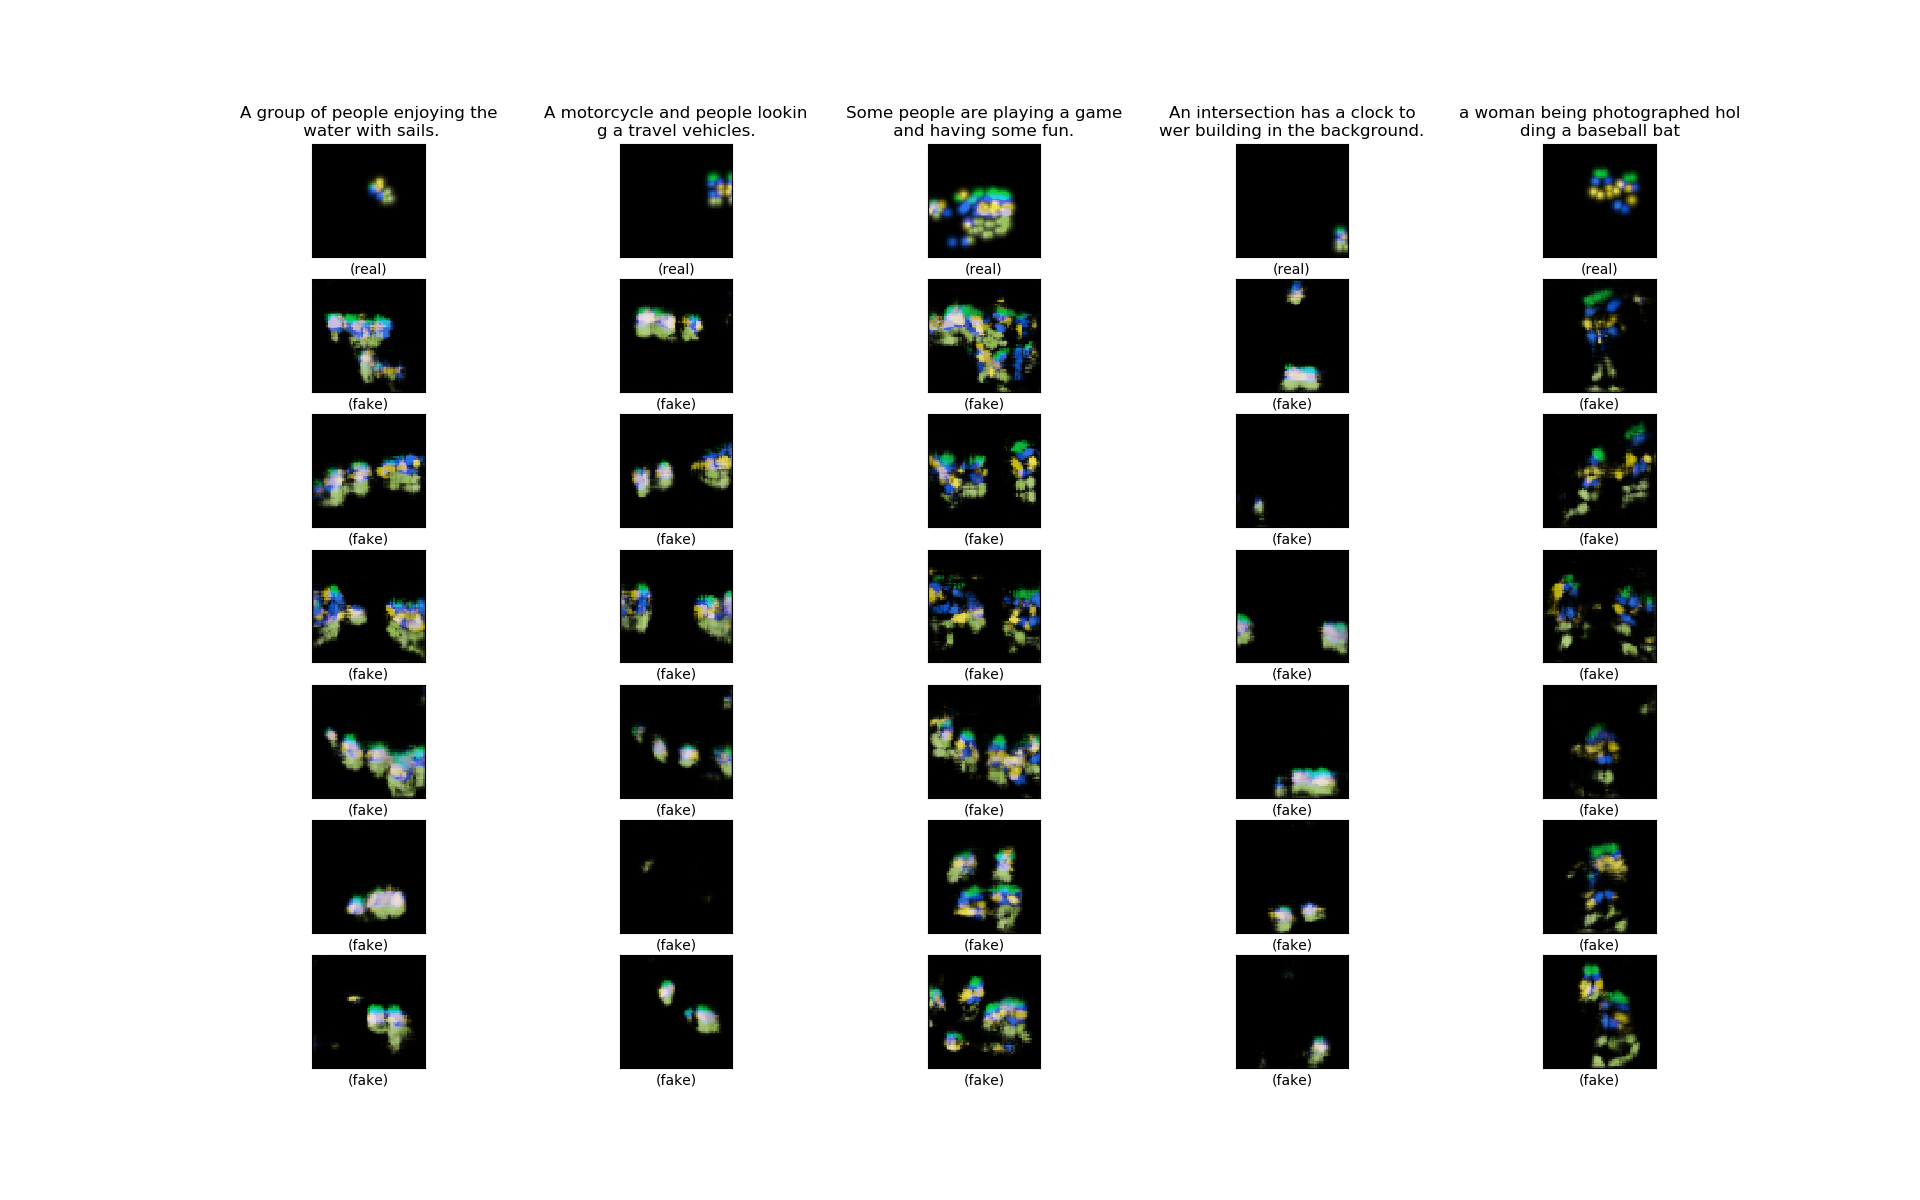 A group of people enjoying the
water with sails.
A motorcycle and people lookin
g a travel vehicles.
Some people are playing a game
and having some fun.
An intersection has a clock to
wer building in the background.
a woman being photographed hol
ding a baseball bat
(real) (real) (real) (real) (real)
(fake) (fake) (fake) (fake) (fake)
(fake) (fake) (fake) (fake) (fake)
(fake) (fake) (fake) (fake) (fake)
(fake) (fake) (fake) (fake) (fake)
(fake) (fake) (fake) (fake) (fake)
(fake) (fake) (fake) (fake) (fake)